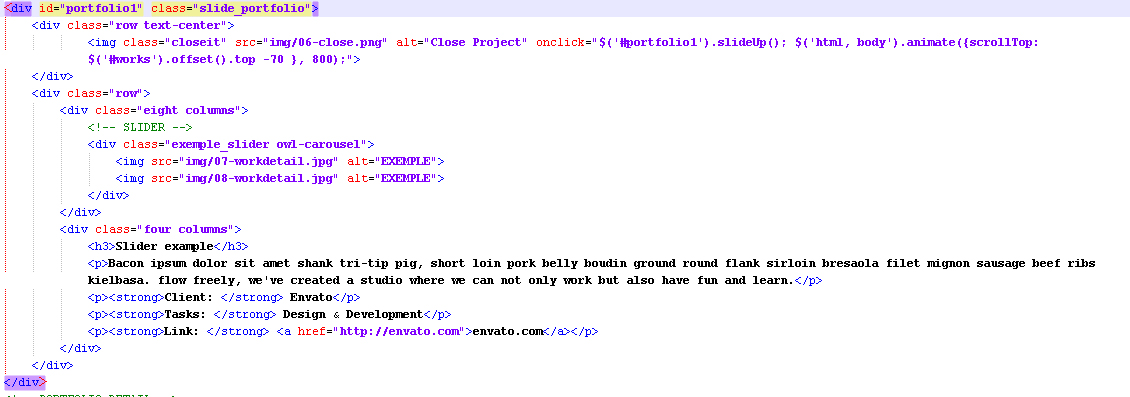 <div id="portfolio1" class="slide_portfolio">
<div class="row text-center">
<img class="closeit" src="img/06-close.png" alt="Close Project" onclick="$('#portfolio1').slideUp(); $('html, body').animate({scrollTop:
$('#works').offset().top -70 }, 800);">
</div>
<div class="row">
<div class="eight columns">
<!-- SLIDER -->
<div class="exemple_slider owl-carousel">
<img src="img/07-workdetail.jpg" alt="EXEMPLE">
<img src="img/08-workdetail.jpg" alt="EXEMPLE">
</div>
</div>
<div class="four columns">
<h3>Slider example</h3>
<p>Bacon ipsum dolor sit amet shank tri-tip pig, short loin pork belly boudin ground round flank sirloin bresaola filet mignon sausage beef ribs
kielbasa. flow freely, we've created a studio where we can not only work but also have fun and learn.</p>
<p><strong>Client: </strong> Envato</p>
<p><strong>Tasks: </strong> Design & Development</p>
<p><strong>Link: </strong> <a href="http://envato.com">envato.com</a></p>
</div>
</div>
</div>